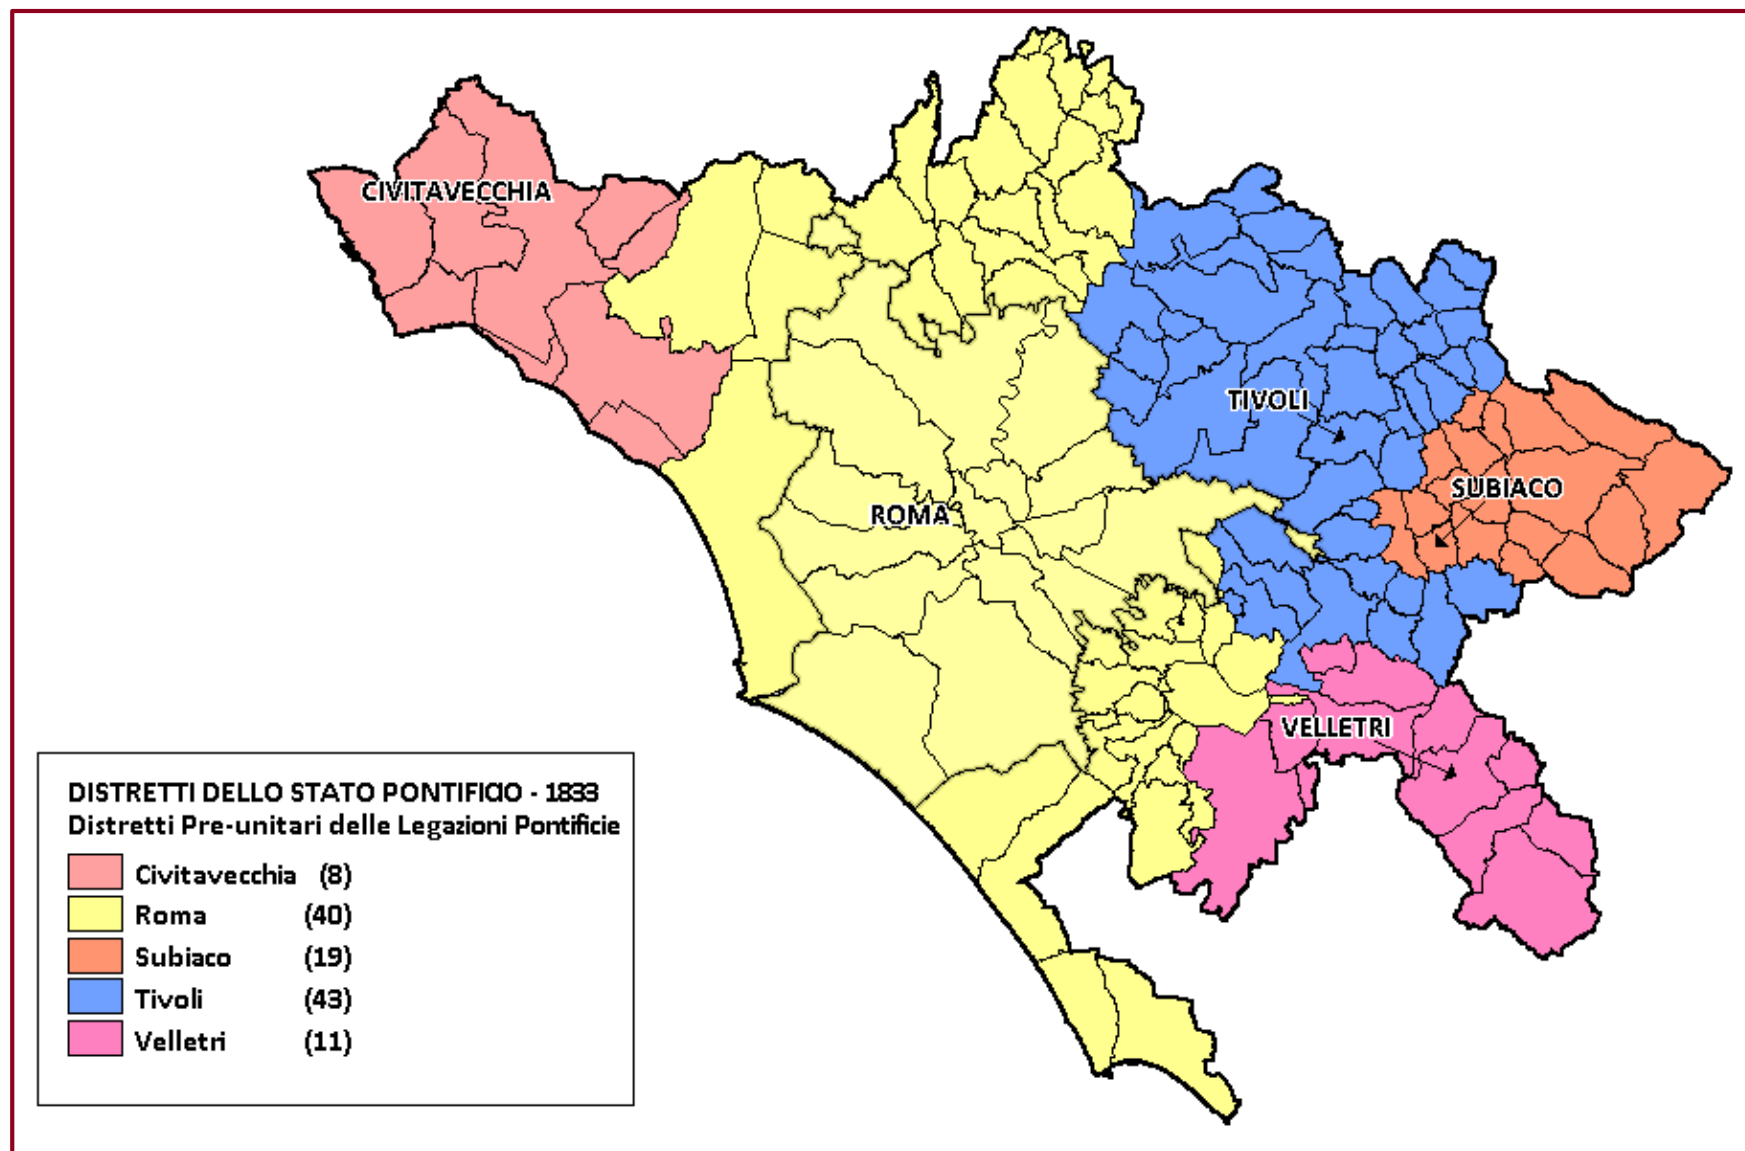 CIVITAVECCHIA
TIVOLI
SUBIACO
ROMA
VELLETRI
DISTRETTI DELLO STATO PONTIFICIO - 1833
Distretti Pre-unitari delle Legazioni Pontificie
Civitavecchia (8)
Roma (40)
Subiaco (19)
Tivoli (43)
Velletri (11)